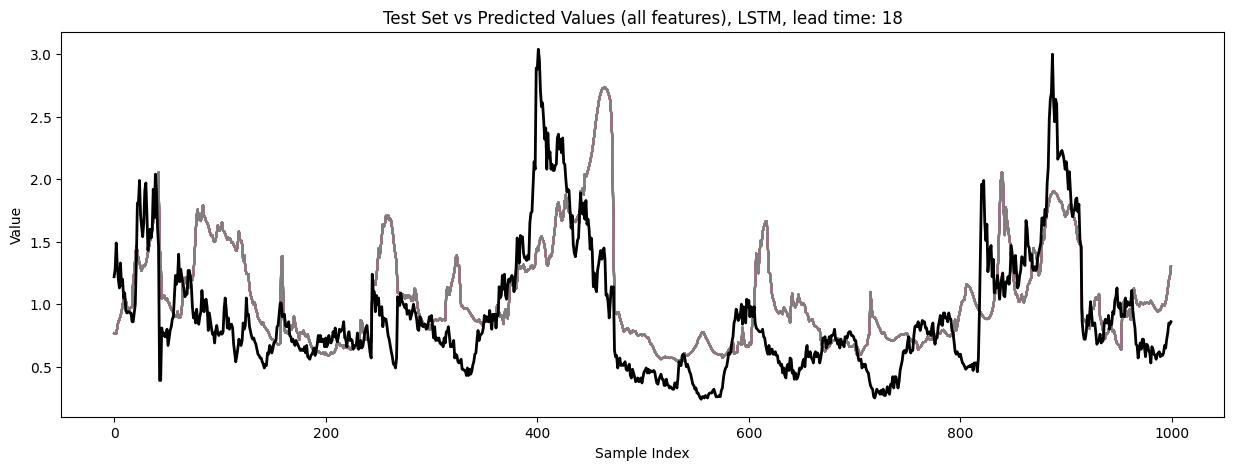 Test Set vs Predicted Values (all features), LSTM, lead time: 18
3.0
2.5
2.0
1.5
1.0
0.5
Value
0 200 400 600 800 1000
Sample Index